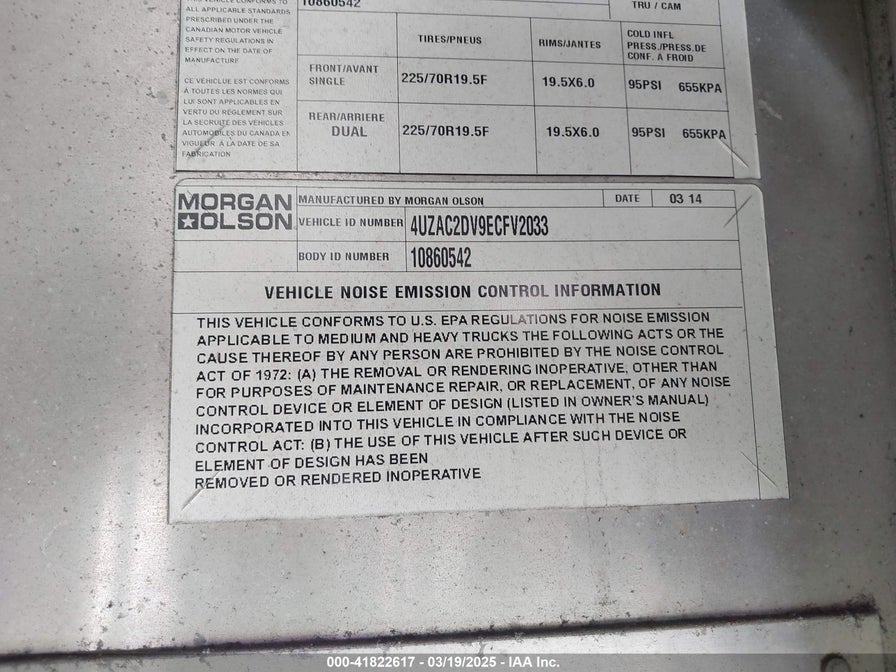 THIS VEHICLE CONFORMS TO
ALL APPLICABLE STANDARDS
PRESCRIBED UNDER THE
CANADIAN MOTOR VEHICLE
SAFETY REGULATIONS IN
EFFECT ON THE DATE OF
MANUFACTURE
CE VÉHICLUE EST CONFORMS
À TOUTES LES NORMES QUI
LUI SONT APPLICABLES EN
VERTU DU RÈGLEMENT SUR
LA SECRUITÉ DES VÉHICLES
AUTOMOBILES DU CANADA EN
VIGUEUR À LA DATE DE SA
FABRICATION
10860542
TRU / CAM
TIRES/PNEUS
RIMS/JANTES
COLD INFL
PRESS./PRESS.DE
CONF. A FROID
FRONT/AVANT
SINGLE
225/70R19.5F
19.5X6.0
95PSI 655KPA
REAR/ARRIERE
DUAL
225/70R19.5F
19.5X6.0
95PSI 655KPA
MORGAN
OLSON
MANUFACTURED BY MORGAN OLSON
DATE
03 14
VEHICLE ID NUMBER
4UZAC2DV9ECFV2033
BODY ID NUMBER
10860542
VEHICLE NOISE EMISSION CONTROL INFORMATION
THIS VEHICLE CONFORMS TO U.S. EPA REGULATIONS FOR NOISE EMISSION
APPLICABLE TO MEDIUM AND HEAVY TRUCKS THE FOLLOWING ACTS OR THE
CAUSE THEREOF BY ANY PERSON ARE PROHIBITED BY THE NOISE CONTROL
ACT OF 1972: (A) THE REMOVAL OR RENDERING INOPERATIVE, OTHER THAN
FOR PURPOSES OF MAINTENANCE REPAIR, OR REPLACEMENT, OF ANY NOISE
CONTROL DEVICE OR ELEMENT OF DESIGN (LISTED IN OWNER'S MANUAL)
INCORPORATED INTO THIS VEHICLE IN COMPLIANCE WITH THE NOISE
CONTROL ACT: (B) THE USE OF THIS VEHICLE AFTER SUCH DEVICE OR
ELEMENT OF DESIGN HAS BEEN
REMOVED OR RENDERED INOPERATIVE
000-41822617 - 03/19/2025 - IAA Inc.